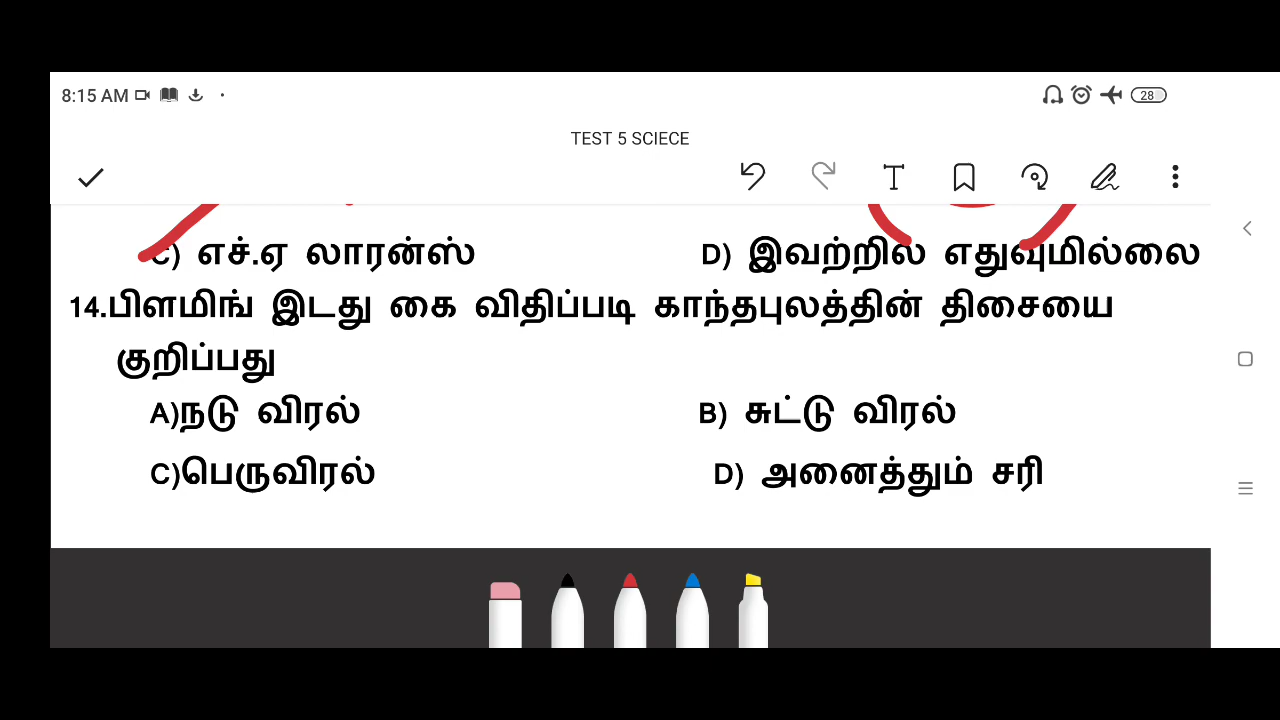 8:15 AM
28
TEST 5 SCIECE
C) எச்.ஏ லாரன்ஸ் D) இவற்றில் எதுவுமில்லை
14.பிளமிங் இடது கை விதிப்படி காந்தபுலத்தின் திசையை
குறிப்பது
A)நடு விரல் B) சுட்டு விரல்
C)பெருவிரல் D) அனைத்தும் சரி